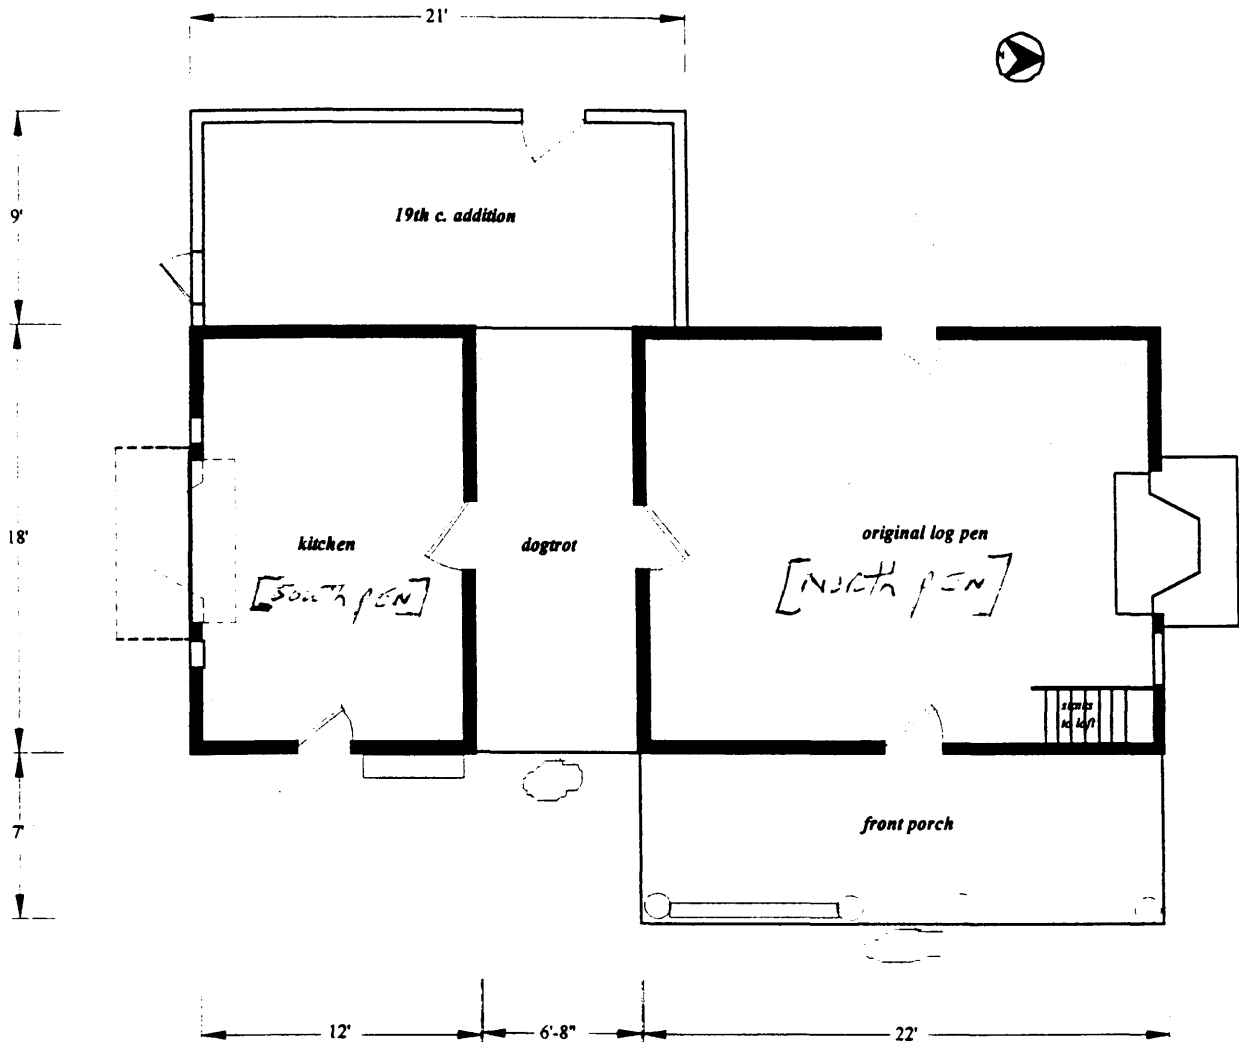 21'
N
9'
19th c. addition
18'
kitchen
[South pEN]
dogtrot
original log pen
[North pEN]
stairs
to loft
7'
front porch
12'
6'-8"
22'